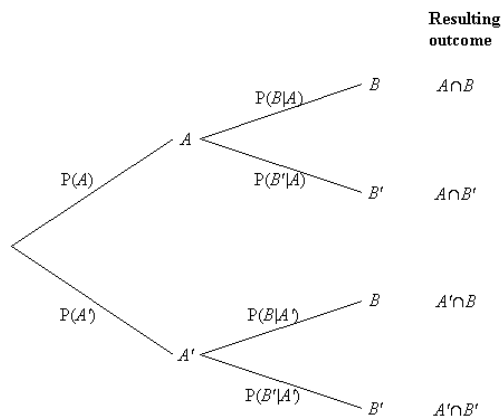 Resulting
outcome
P(B|A)
B
A∩B
A
P(A)
P(B'|A)
B'
A∩B'
P(A')
P(B|A')
B
A'∩B
A'
P(B'|A')
B'
A'∩B'